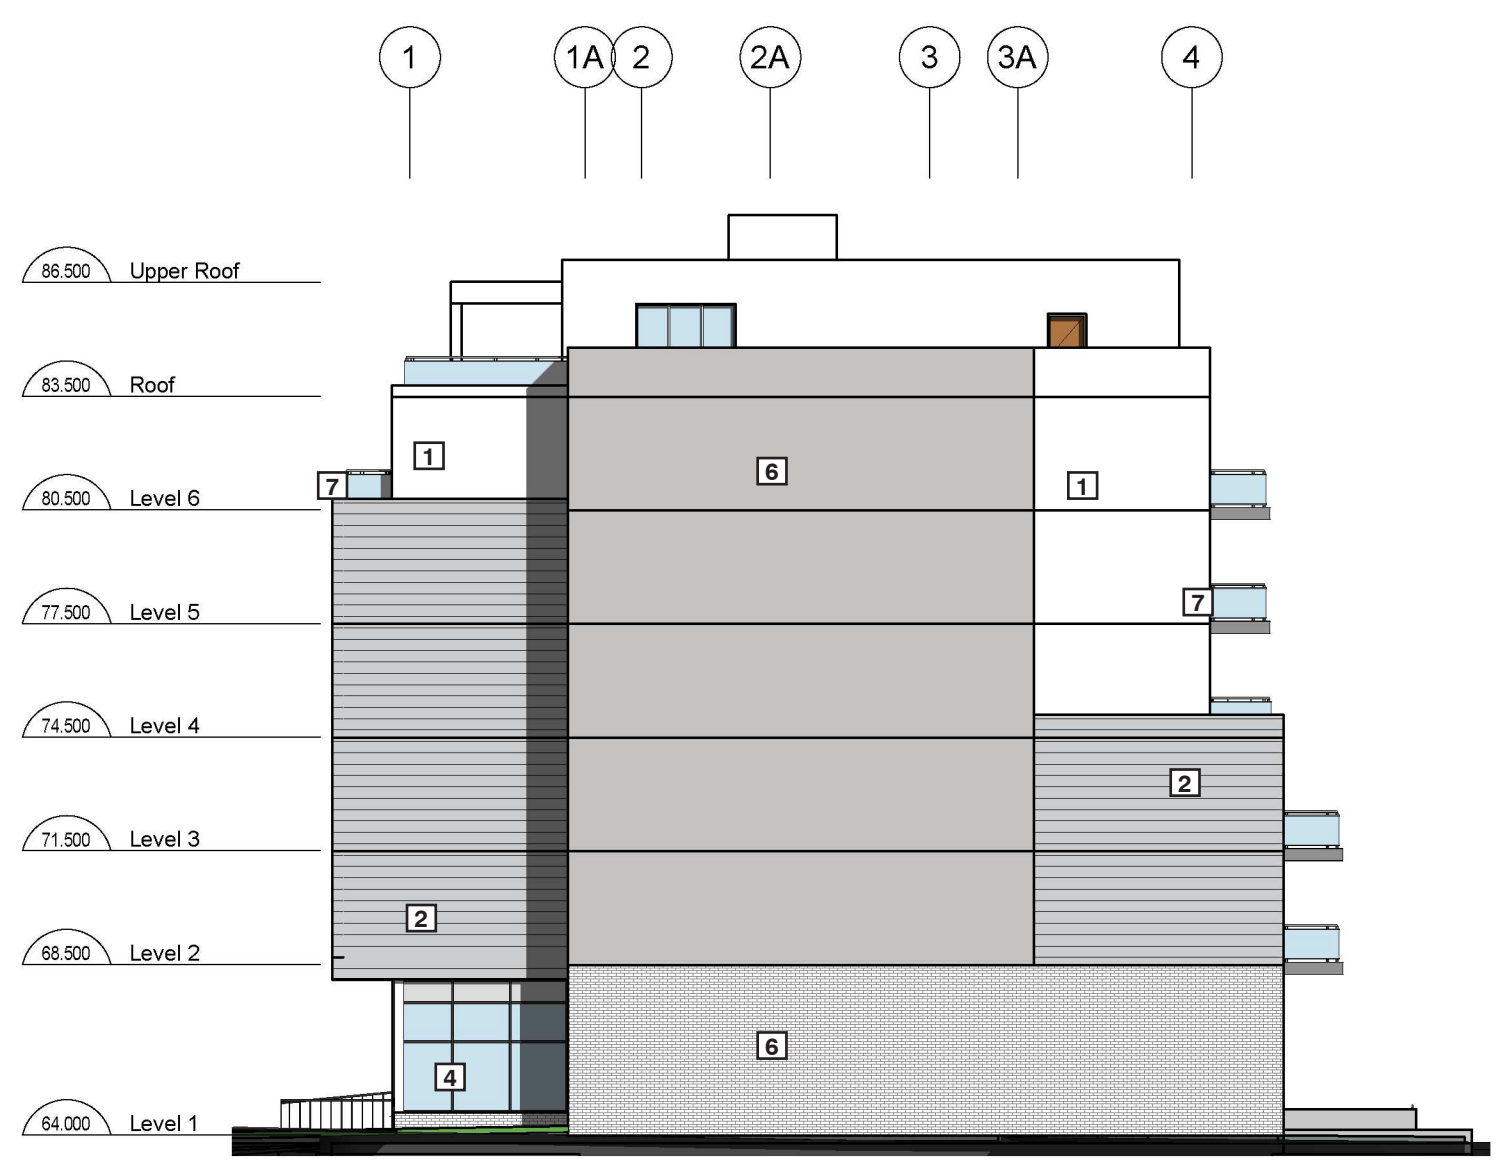 1 1A 2 2A 3 3A 4
86.500 Upper Roof
83.500 Roof
1
6
7
1
80.500 Level 6
77.500 Level 5
7
74.500 Level 4
2
71.500 Level 3
2
68.500 Level 2
6
4
64.000 Level 1